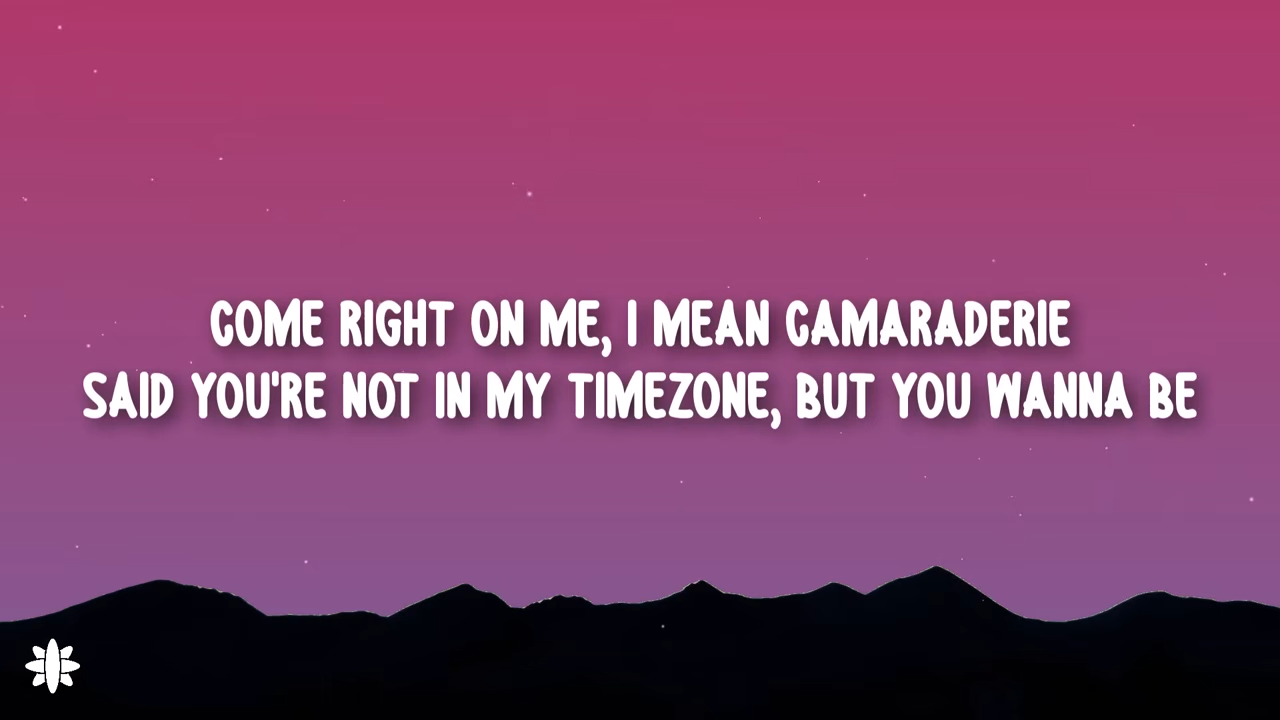 COME RIGHT ON ME, I MEAN CAMARADERIE
SAID YOU'RE NOT IN MY TIMEZONE, BUT YOU WANNA BE